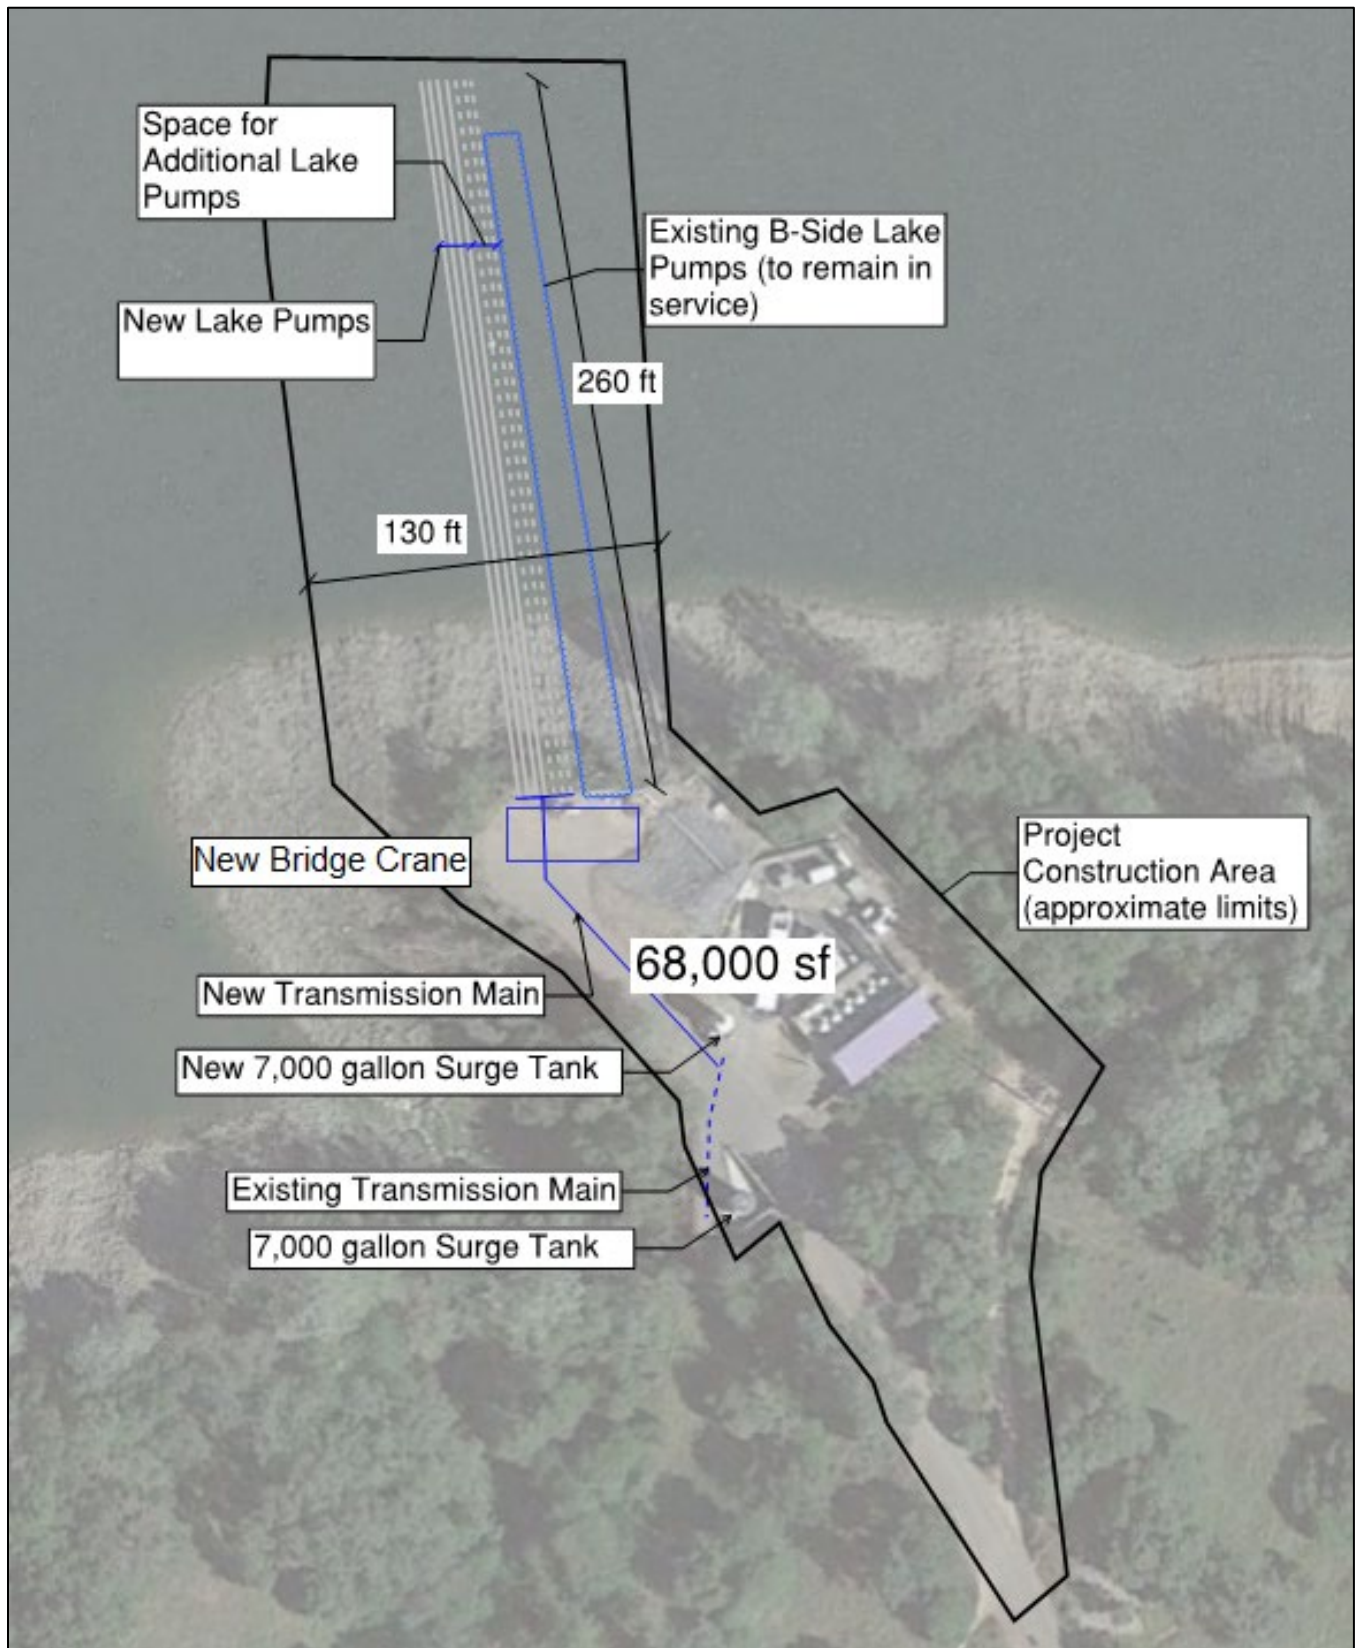 Space for
Additional Lake
Pumps
Existing B-Side Lake
Pumps (to remain in
service)
New Lake Pumps
260 ft
130 ft
Project
Construction Area
(approximate limits)
New Bridge Crane
68,000 sf
New Transmission Main
New 7,000 gallon Surge Tank
Existing Transmission Main
7,000 gallon Surge Tank